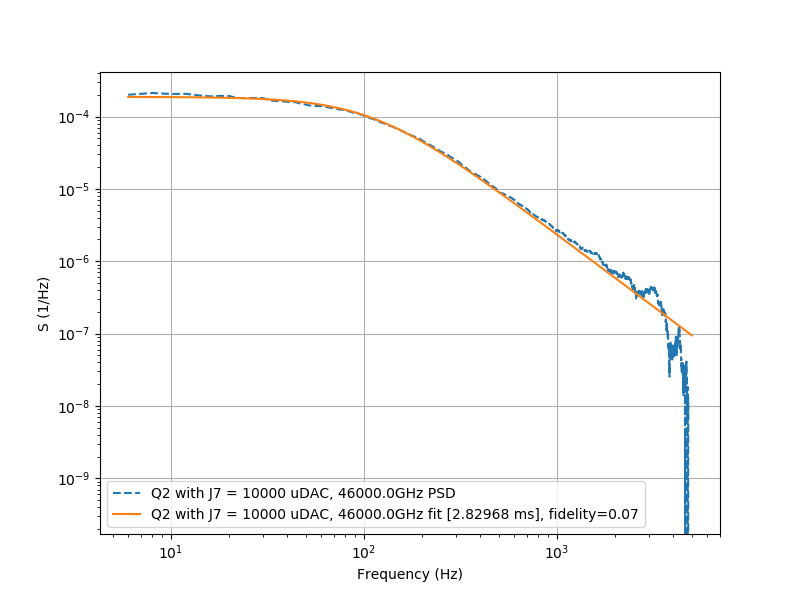 10⁻⁴
10⁻⁵
10⁻⁶
10⁻⁷
10⁻⁸
10⁻⁹
S (1/Hz)
Q2 with J7 = 10000 uDAC, 46000.0GHz PSD
Q2 with J7 = 10000 uDAC, 46000.0GHz fit [2.82968 ms], fidelity=0.07
10¹ 10² 10³
Frequency (Hz)